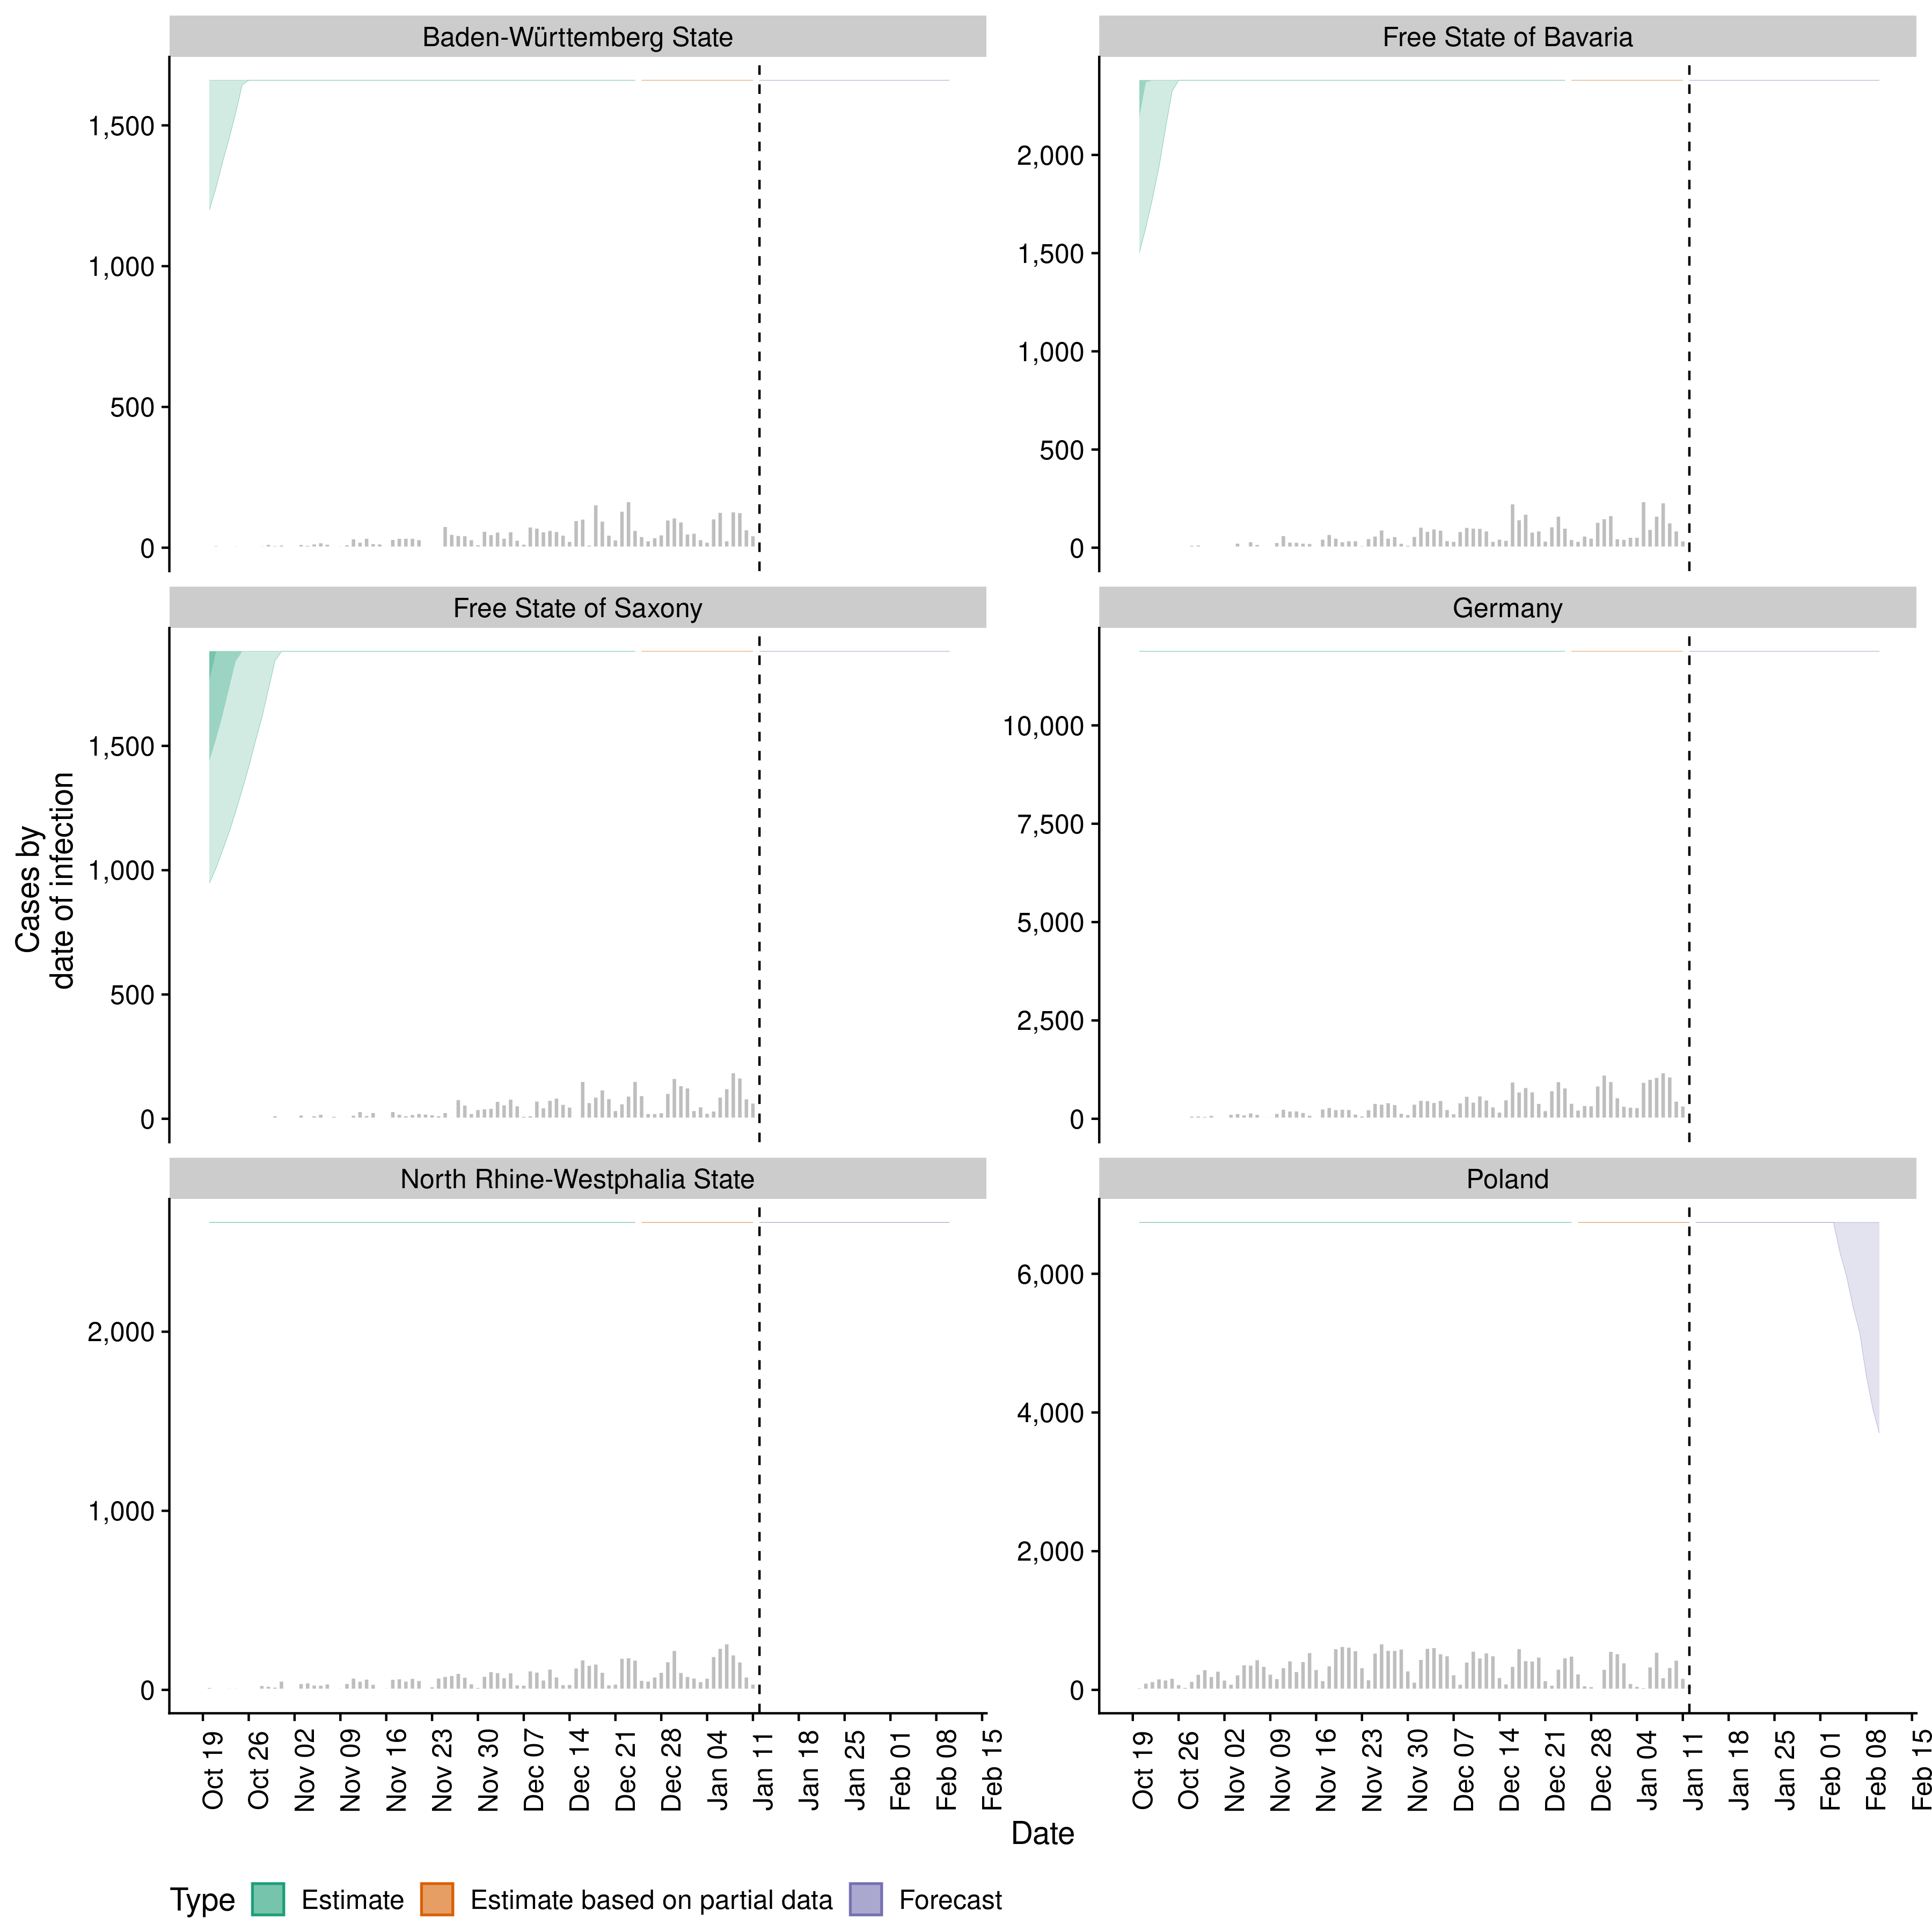 Baden-Württemberg State
Free State of Bavaria
1,500
1,000
500
0
2,000
1,500
1,000
500
0
Free State of Saxony
Germany
1,500
1,000
500
0
10,000
7,500
5,000
2,500
0
Cases by
date of infection
North Rhine-Westphalia State
Poland
2,000
1,000
0
6,000
4,000
2,000
0
Oct 19
Oct 26
Nov 02
Nov 09
Nov 16
Nov 23
Nov 30
Dec 07
Dec 14
Dec 21
Dec 28
Jan 04
Jan 11
Jan 18
Jan 25
Feb 01
Feb 08
Feb 15
Oct 19
Oct 26
Nov 02
Nov 09
Nov 16
Nov 23
Nov 30
Dec 07
Dec 14
Dec 21
Dec 28
Jan 04
Jan 11
Jan 18
Jan 25
Feb 01
Feb 08
Feb 15
Date
Type Estimate Estimate based on partial data Forecast